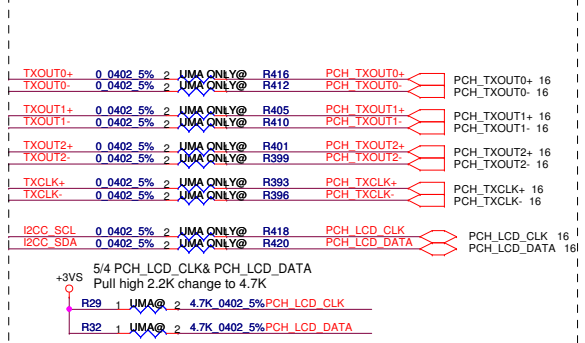 TXOUT0+ 0_0402_5% 2 UMA ONLY@ R416 PCH_TXOUT0+ PCH_TXOUT0+ 16
TXOUT0- 0_0402_5% 2 UMA ONLY@ R412 PCH_TXOUT0- PCH_TXOUT0- 16
TXOUT1+ 0_0402_5% 2 UMA ONLY@ R405 PCH_TXOUT1+ PCH_TXOUT1+ 16
TXOUT1- 0_0402_5% 2 UMA ONLY@ R410 PCH_TXOUT1- PCH_TXOUT1- 16
TXOUT2+ 0_0402_5% 2 UMA ONLY@ R401 PCH_TXOUT2+ PCH_TXOUT2+ 16
TXOUT2- 0_0402_5% 2 UMA ONLY@ R399 PCH_TXOUT2- PCH_TXOUT2- 16
TXCLK+ 0_0402_5% 2 UMA ONLY@ R393 PCH_TXCLK+ PCH_TXCLK+ 16
TXCLK- 0_0402_5% 2 UMA ONLY@ R396 PCH_TXCLK- PCH_TXCLK- 16
I2CC_SCL 0_0402_5% 2 UMA ONLY@ R418 PCH_LCD_CLK PCH_LCD_CLK 16
I2CC_SDA 0_0402_5% 2 UMA ONLY@ R420 PCH_LCD_DATA PCH_LCD_DATA 16
5/4 PCH_LCD_CLK& PCH_LCD_DATA
+3VS Pull high 2.2K change to 4.7K
R29 1 UMA@ 2 4.7K_0402_5% PCH_LCD_CLK
R32 1 UMA@ 2 4.7K_0402_5% PCH_LCD_DATA